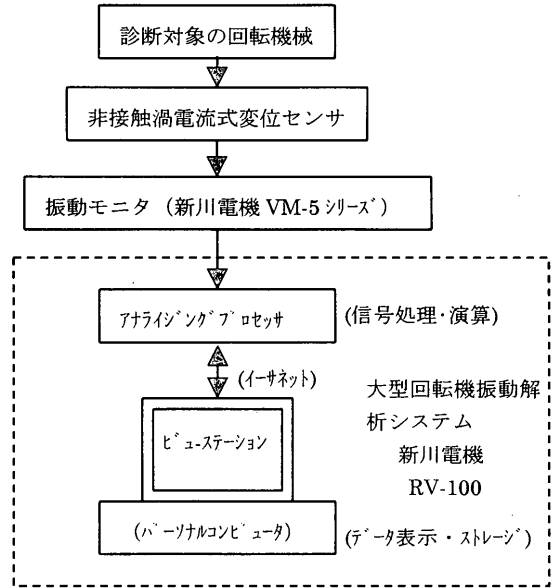 診断対象の回転機械
非接触渦電流式変位センサ
振動モニタ（新川電機 VM-5 ｼﾘｰｽﾞ）
ｱﾅﾗｲｼﾞﾝｸﾞﾌﾟﾛｾｯｻ
(信号処理･演算)
(ｲｰｻﾈｯﾄ)
大型回転機振動解
析システム
新川電機
RV-100
ﾋﾞｭｰｽﾃｰｼｮﾝ
(ﾊﾟｰｿﾅﾙｺﾝﾋﾟｭｰﾀ)
(ﾃﾞｰﾀ表示・ｽﾄﾚｰｼﾞ)